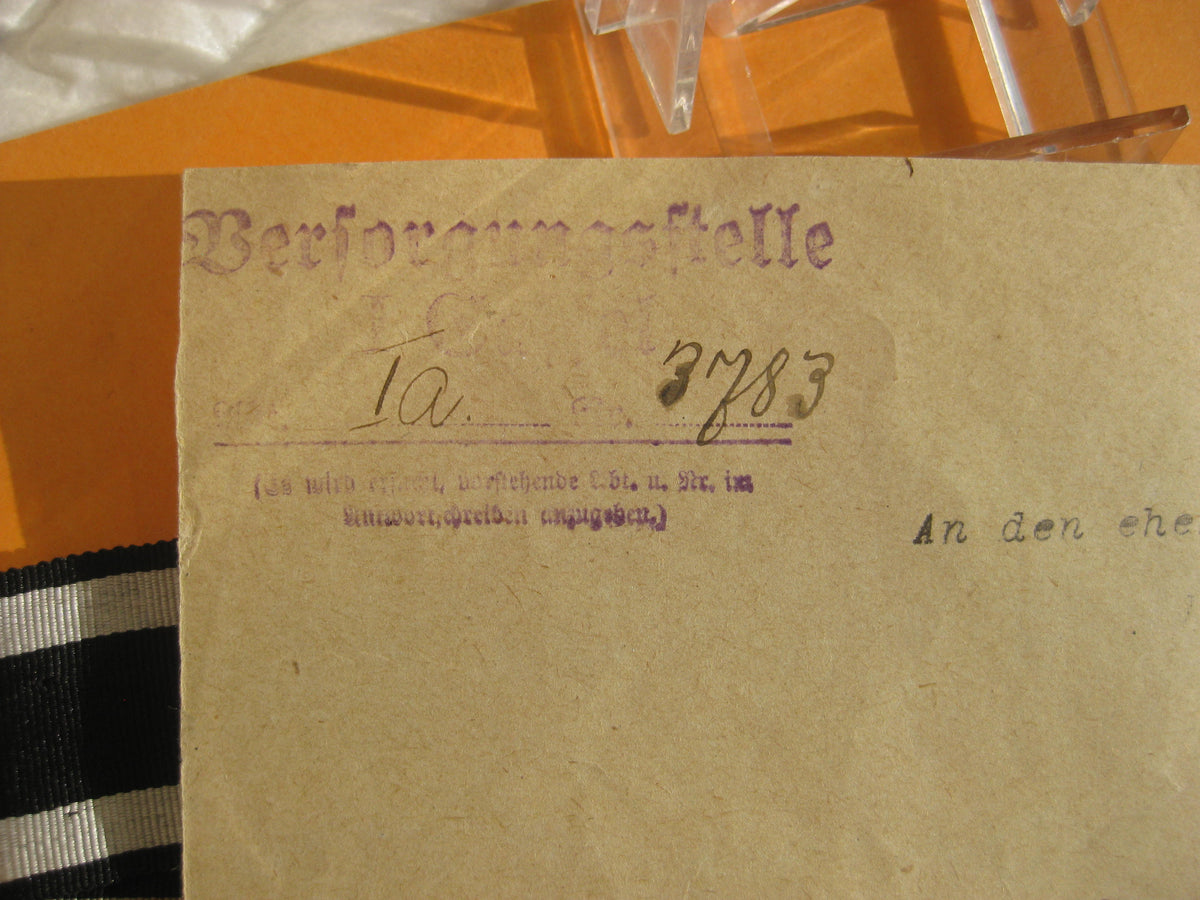 Versorgungsstelle
Ia. 3783
(Es wird ersucht, vorstehende Abt. u. Nr. im
Antwortschreiben anzugeben.)
An den ehe